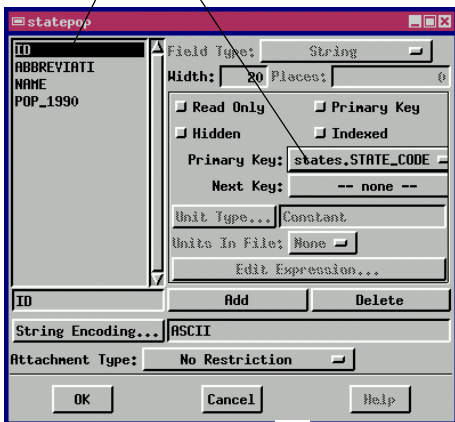 statepop
ID
ABBREVIATI
NAME
POP_1990
Field Type: String
Width: 20 Places: 0
Read Only Primary Key
Hidden Indexed
Primary Key: states.STATE_CODE
Next Key: -- none --
Unit Type... Constant
Units In File: None
Edit Expression...
ID Add Delete
String Encoding... ASCII
Attachment Type: No Restriction
OK Cancel Help